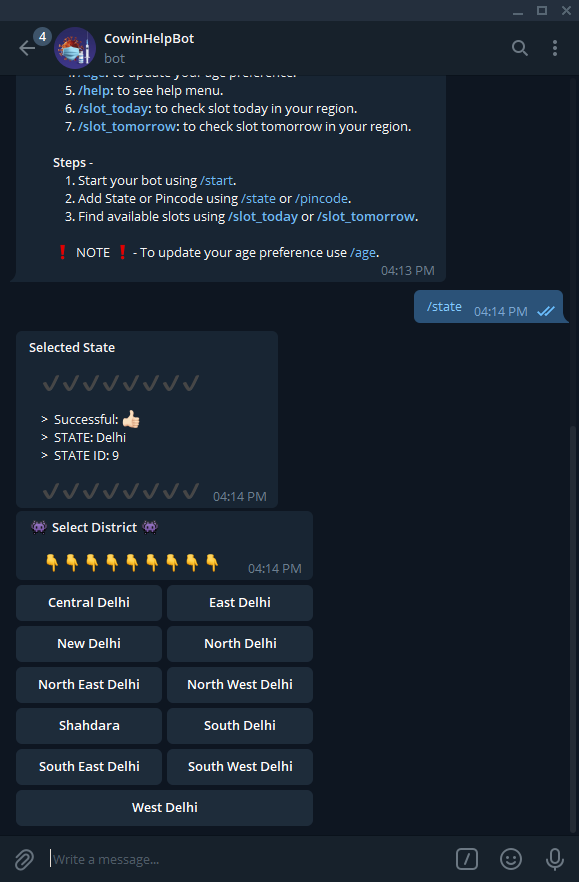 4
CowinHelpBot
bot
4. /age: to update your age preference.
5. /help: to see help menu.
6. /slot_today: to check slot today in your region.
7. /slot_tomorrow: to check slot tomorrow in your region.
Steps -
1. Start your bot using /start.
2. Add State or Pincode using /state or /pincode.
3. Find available slots using /slot_today or /slot_tomorrow.
❗ NOTE ❗ - To update your age preference use /age.
04:13 PM
/state 04:14 PM
Selected State
✔✔✔✔✔✔✔✔
> Successful: 👍🏻
> STATE: Delhi
> STATE ID: 9
✔✔✔✔✔✔✔✔ 04:14 PM
👾 Select District 👾
👇👇👇👇👇👇👇👇👇 04:14 PM
Central Delhi East Delhi
New Delhi North Delhi
North East Delhi North West Delhi
Shahdara South Delhi
South East Delhi South West Delhi
West Delhi
Write a message...